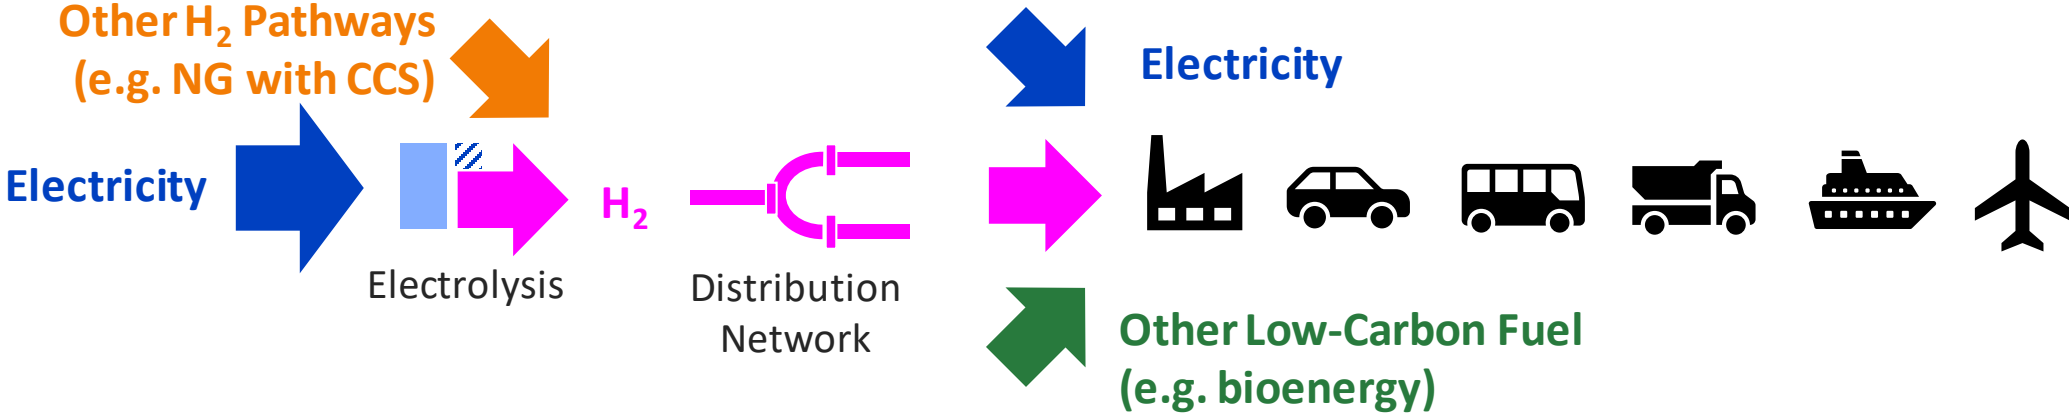 Other H₂ Pathways
(e.g. NG with CCS)
Electricity
Electrolysis
H₂
Distribution
Network
Electricity
Other Low-Carbon Fuel
(e.g. bioenergy)